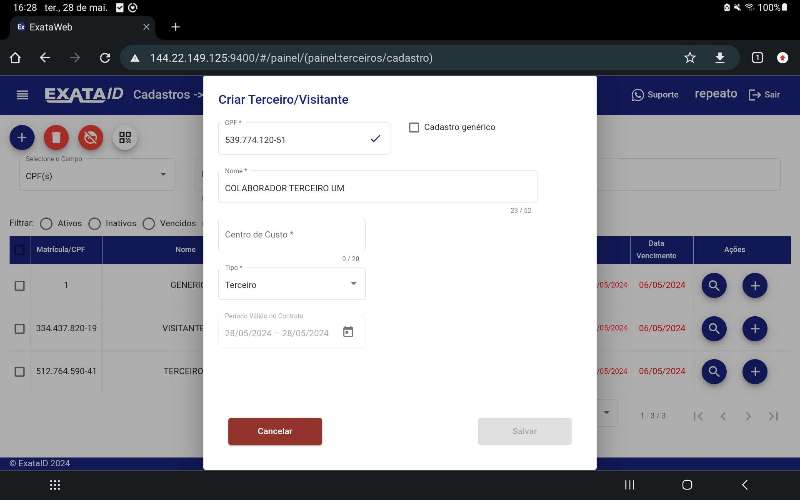 16:28 ter., 28 de mai. 100%
Ex ExataWeb
144.22.149.125:9400/#/painel/(painel:terceiros/cadastro) 1
EXATAID Cadastros -> Suporte repeato Sair
Criar Terceiro/Visitante
CPF *
539.774.120-51
Cadastro genérico
Selecione o Campo
CPF(s)
Nome *
COLABORADOR TERCEIRO UM
23 / 52
Filtrar: Ativos Inativos Vencidos
Centro de Custo *
0 / 20
Matrícula/CPF Nome Data Vencimento Ações
Tipo *
Terceiro
1 GENERIC /05/2024 06/05/2024
Período Válido no Contrato
28/05/2024 – 28/05/2024
334.437.820-19 VISITANTE /05/2024 06/05/2024
512.764.590-41 TERCEIRO /05/2024 06/05/2024
1 - 3 / 3
Cancelar Salvar
© ExataID 2024